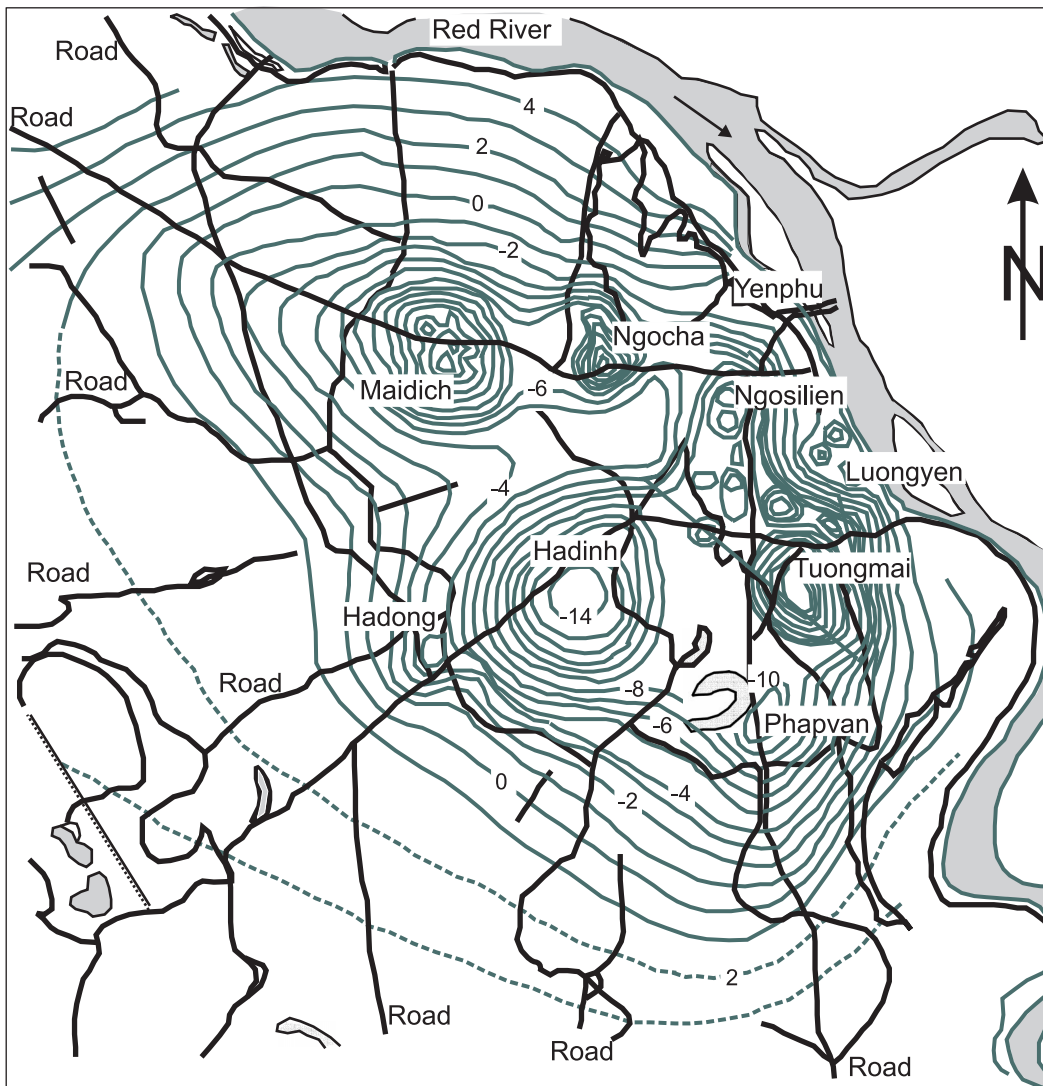 Red River
Road
Road
4
2
0
-2
N
Yenphu
Ngocha
Maidich
-6
Road
Ngosilien
Luongyen
-4
Hadinh
Tuongmai
Road
Hadong
-14
Road
-8
-10
-6
Phapvan
0
-2
-4
2
Road
Road
Road